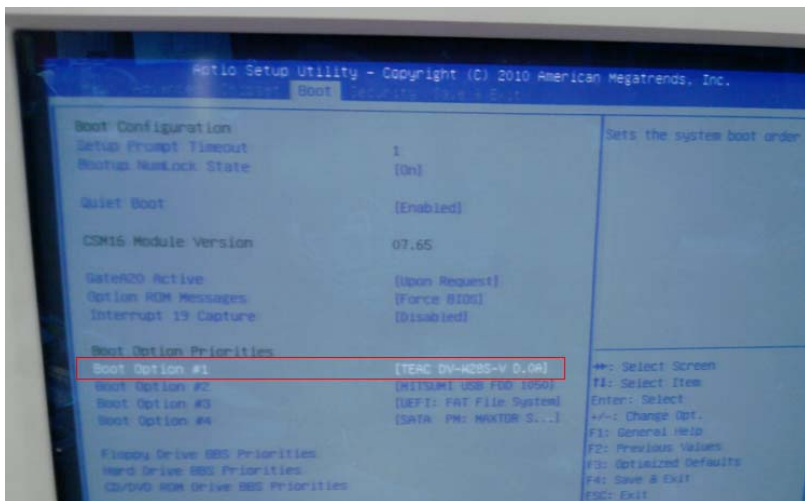 Aptio Setup Utility - Copyright (C) 2010 American Megatrends, Inc.
Chipset Boot Security Save & Exit
Boot Configuration
Setup Prompt Timeout 1
Bootup NumLock State [On]
Quiet Boot [Enabled]
CSM16 Module Version 07.65
GateA20 Active [Upon Request]
Option ROM Messages [Force BIOS]
Interrupt 19 Capture [Disabled]
Boot Option Priorities
Boot Option #1 [TEAC DV-W28S-V D.0A]
Boot Option #2 [MITSUMI USB FDD 1050]
Boot Option #3 [UEFI: FAT File System]
Boot Option #4 [SATA PM: MAXTOR S...]
Floppy Drive BBS Priorities
Hard Drive BBS Priorities
CD/DVD ROM Drive BBS Priorities
Sets the system boot order
: Select Screen
: Select Item
Enter: Select
+/-: Change Opt.
F1: General Help
F2: Previous Values
F3: Optimized Defaults
F4: Save & Exit
ESC: Exit